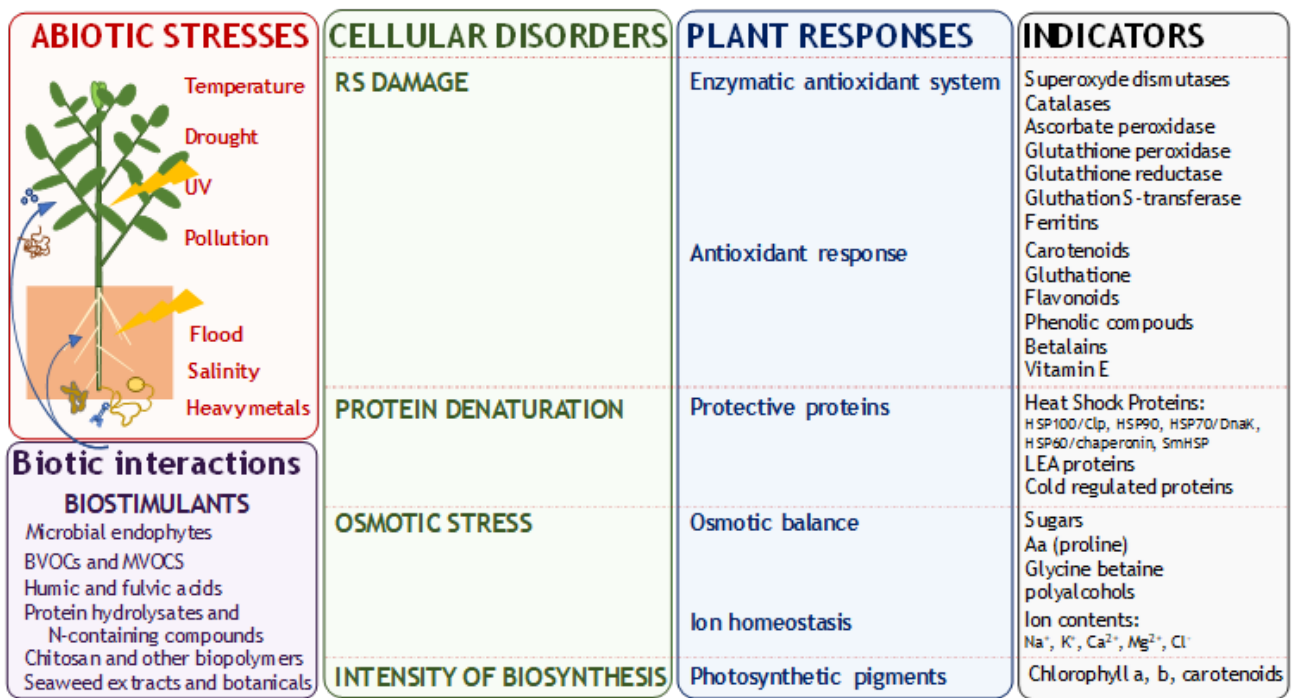 ABIOTIC STRESSES
Temperature
Drought
UV
Pollution
Flood
Salinity
Heavy metals
Biotic interactions
BIOSTIMULANTS
Microbial endophytes
BVOCs and MVOCS
Humic and fulvic acids
Protein hydrolysates and
N-containing compounds
Chitosan and other biopolymers
Seaweed extracts and botanicals
CELLULAR DISORDERS
RS DAMAGE
PROTEIN DENATURATION
OSMOTIC STRESS
INTENSITY OF BIOSYNTHESIS
PLANT RESPONSES
Enzymatic antioxidant system
Antioxidant response
Protective proteins
Osmotic balance
Ion homeostasis
Photosynthetic pigments
INDICATORS
Superoxyde dismutases
Catalases
Ascorbate peroxidase
Glutathione peroxidase
Glutathione reductase
Gluthation S-transferase
Ferritins
Carotenoids
Gluthatione
Flavonoids
Phenolic compouds
Betalains
Vitamin E
Heat Shock Proteins:
HSP100/Clp, HSP90, HSP70/DnaK,
HSP60/chaperonin, SmHSP
LEA proteins
Cold regulated proteins
Sugars
Aa (proline)
Glycine betaine
polyalcohols
Ion contents:
Na⁺, K⁺, Ca²⁺, Mg²⁺, Cl⁻
Chlorophyll a, b, carotenoids